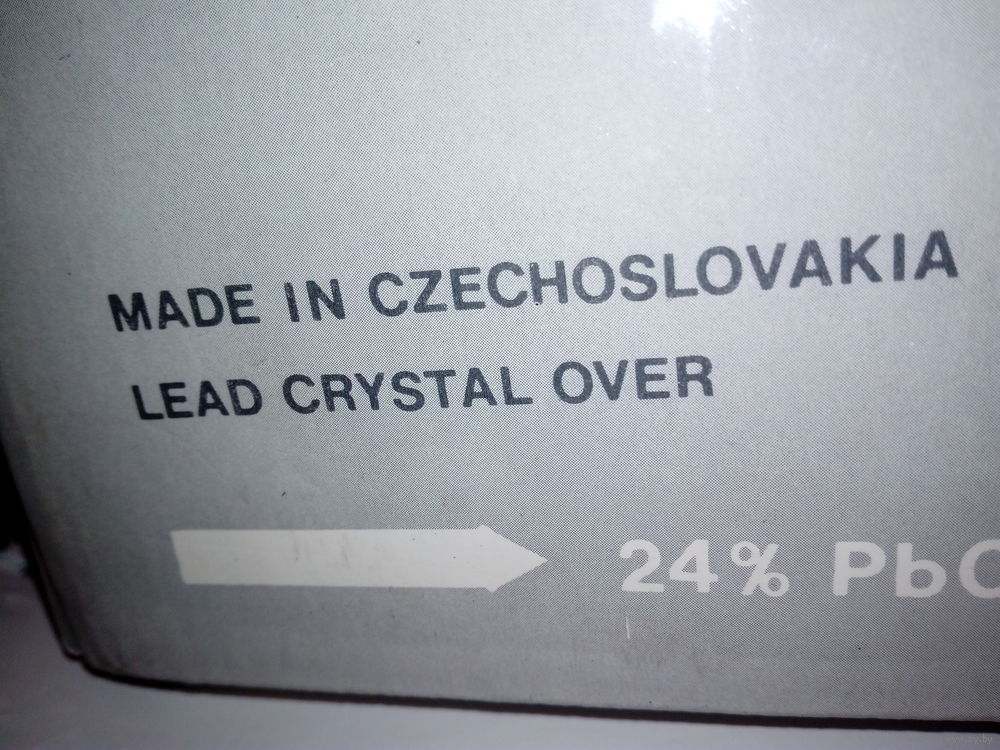 MADE IN CZECHOSLOVAKIA
LEAD CRYSTAL OVER
24% PbO